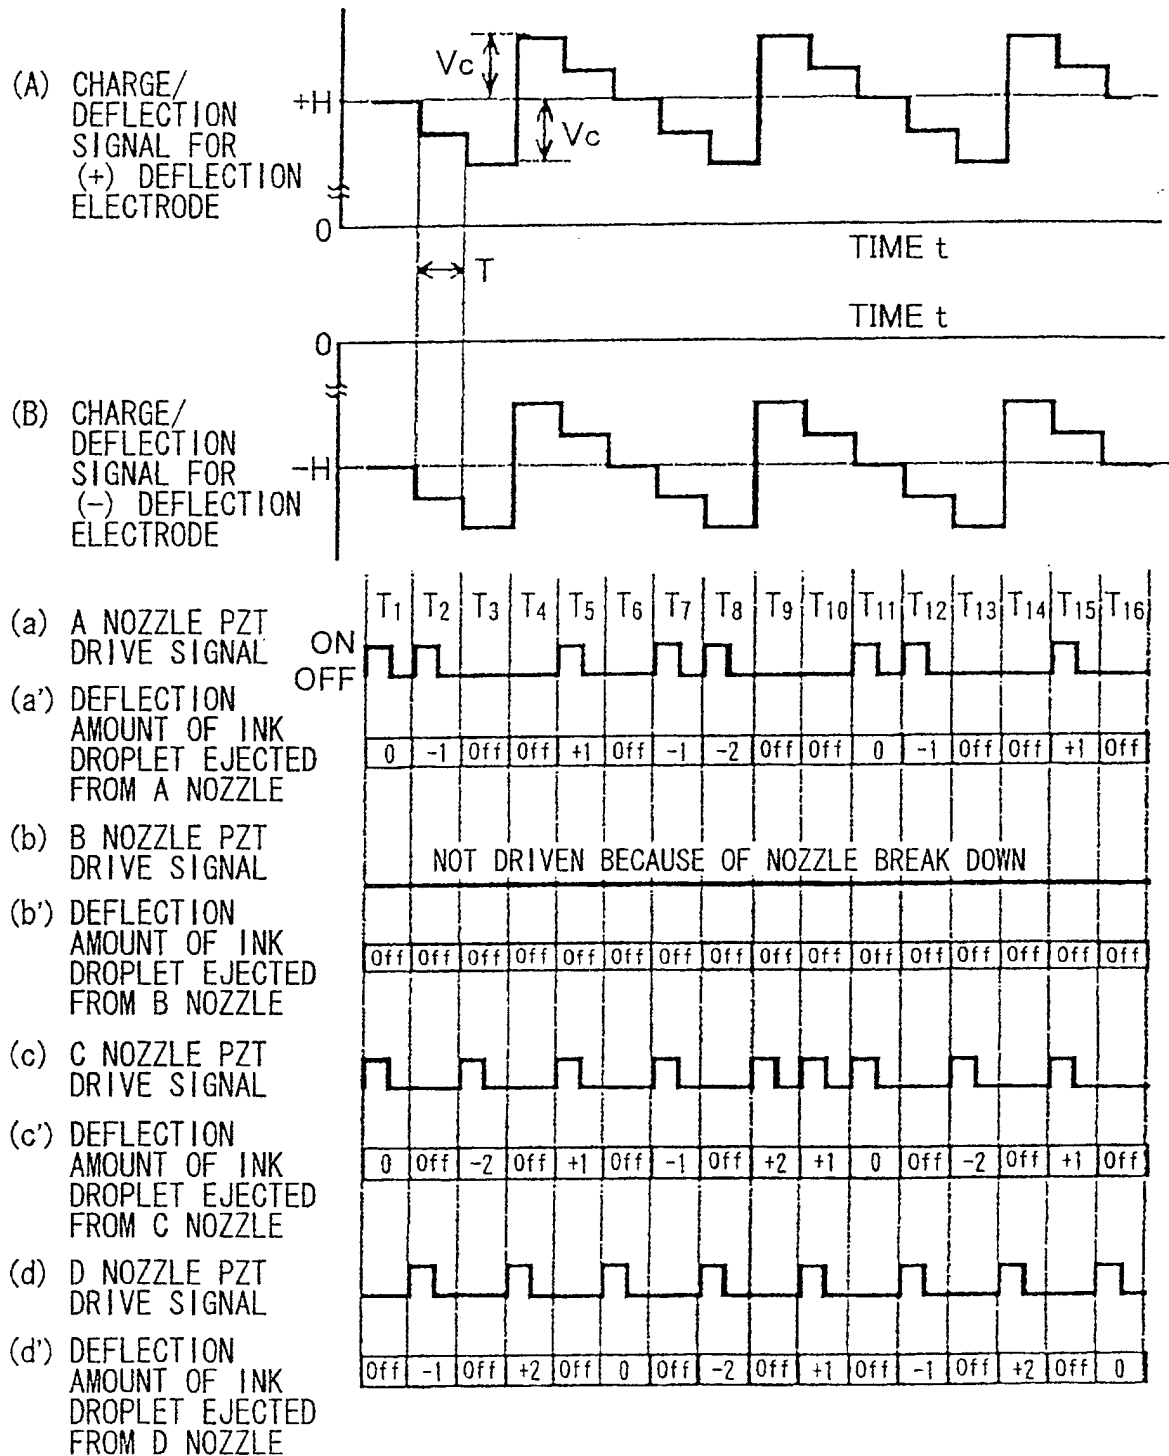 Vc
(A) CHARGE/
DEFLECTION
SIGNAL FOR
(+) DEFLECTION
ELECTRODE
+H
Vc
0
TIME t
T
TIME t
0
(B) CHARGE/
DEFLECTION
SIGNAL FOR
(-) DEFLECTION
ELECTRODE
-H
T1 T2 T3 T4 T5 T6 T7 T8 T9 T10 T11 T12 T13 T14 T15 T16
(a) A NOZZLE PZT
DRIVE SIGNAL
ON
OFF
(a') DEFLECTION
AMOUNT OF INK
DROPLET EJECTED
FROM A NOZZLE
0 -1 Off Off +1 Off -1 -2 Off Off 0 -1 Off Off +1 Off
(b) B NOZZLE PZT
DRIVE SIGNAL
NOT DRIVEN BECAUSE OF NOZZLE BREAK DOWN
(b') DEFLECTION
AMOUNT OF INK
DROPLET EJECTED
FROM B NOZZLE
Off Off Off Off Off Off Off Off Off Off Off Off Off Off Off Off
(c) C NOZZLE PZT
DRIVE SIGNAL
(c') DEFLECTION
AMOUNT OF INK
DROPLET EJECTED
FROM C NOZZLE
0 Off -2 Off +1 Off -1 Off +2 +1 0 Off -2 Off +1 Off
(d) D NOZZLE PZT
DRIVE SIGNAL
(d') DEFLECTION
AMOUNT OF INK
DROPLET EJECTED
FROM D NOZZLE
Off -1 Off +2 Off 0 Off -2 Off +1 Off -1 Off +2 Off 0